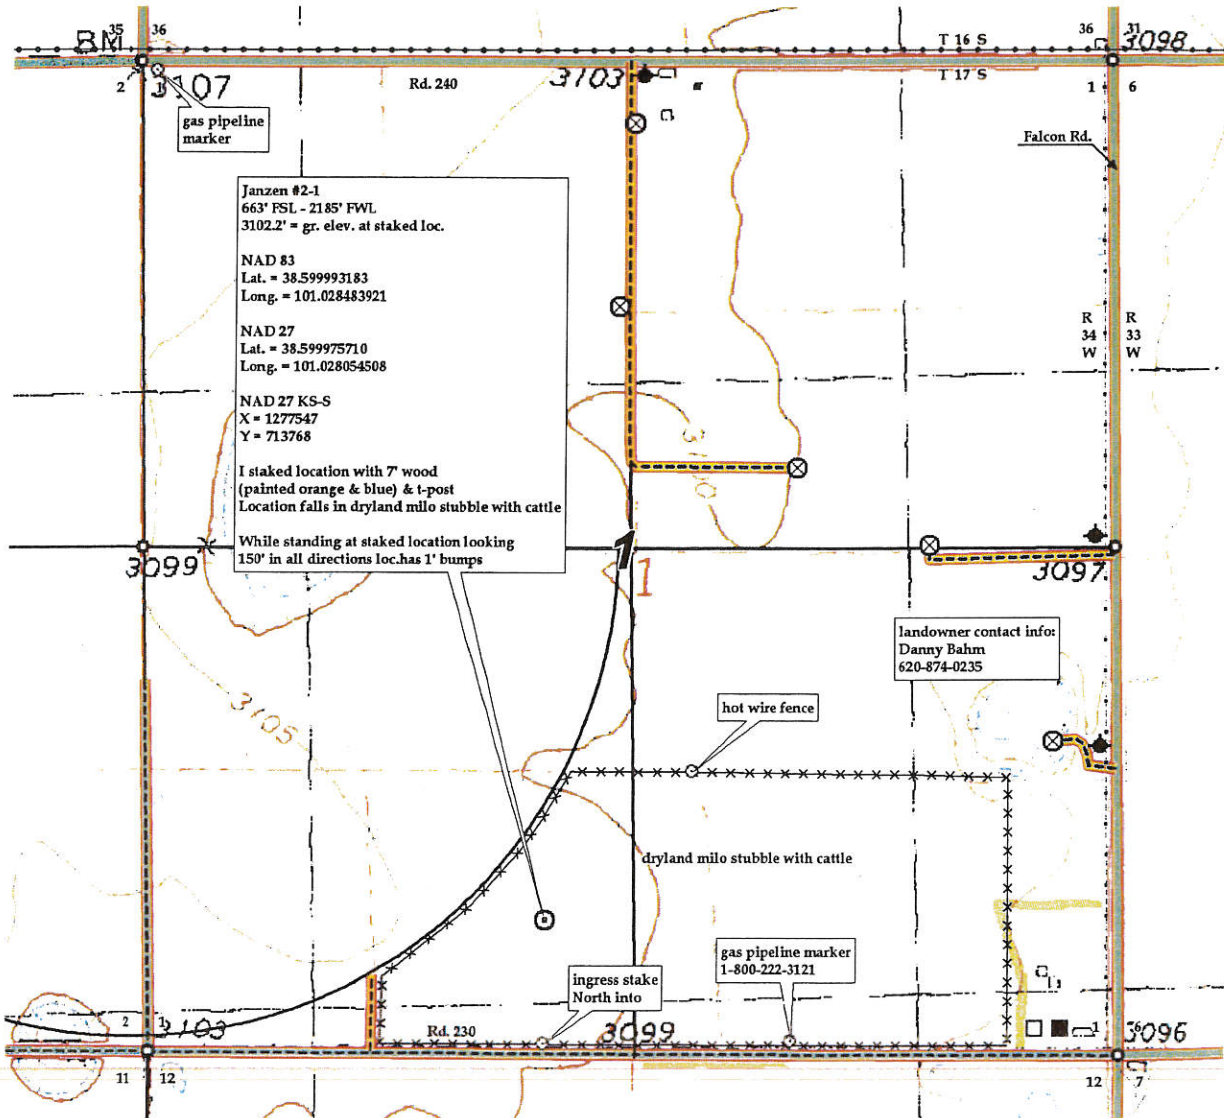 35
36
BM
2
1
3107
gas pipeline
marker
Rd. 240
3103
T 16 S
T 17 S
36
31
3098
1
6
Falcon Rd.
Janzen #2-1
663' FSL - 2185' FWL
3102.2' = gr. elev. at staked loc.
NAD 83
Lat. = 38.599993183
Long. = 101.028483921
NAD 27
Lat. = 38.599975710
Long. = 101.028054508
NAD 27 KS-S
X = 1277547
Y = 713768
I staked location with 7' wood
(painted orange & blue) & t-post
Location falls in dryland milo stubble with cattle
While standing at staked location looking
150' in all directions loc.has 1' bumps
R
34
W
R
33
W
3100
3099
1
1
3097
landowner contact info:
Danny Bahm
620-874-0235
3105
hot wire fence
dryland milo stubble with cattle
gas pipeline marker
1-800-222-3121
ingress stake
North into
2
1
3103
Rd. 230
3099
1
6
3096
11
12
12
7